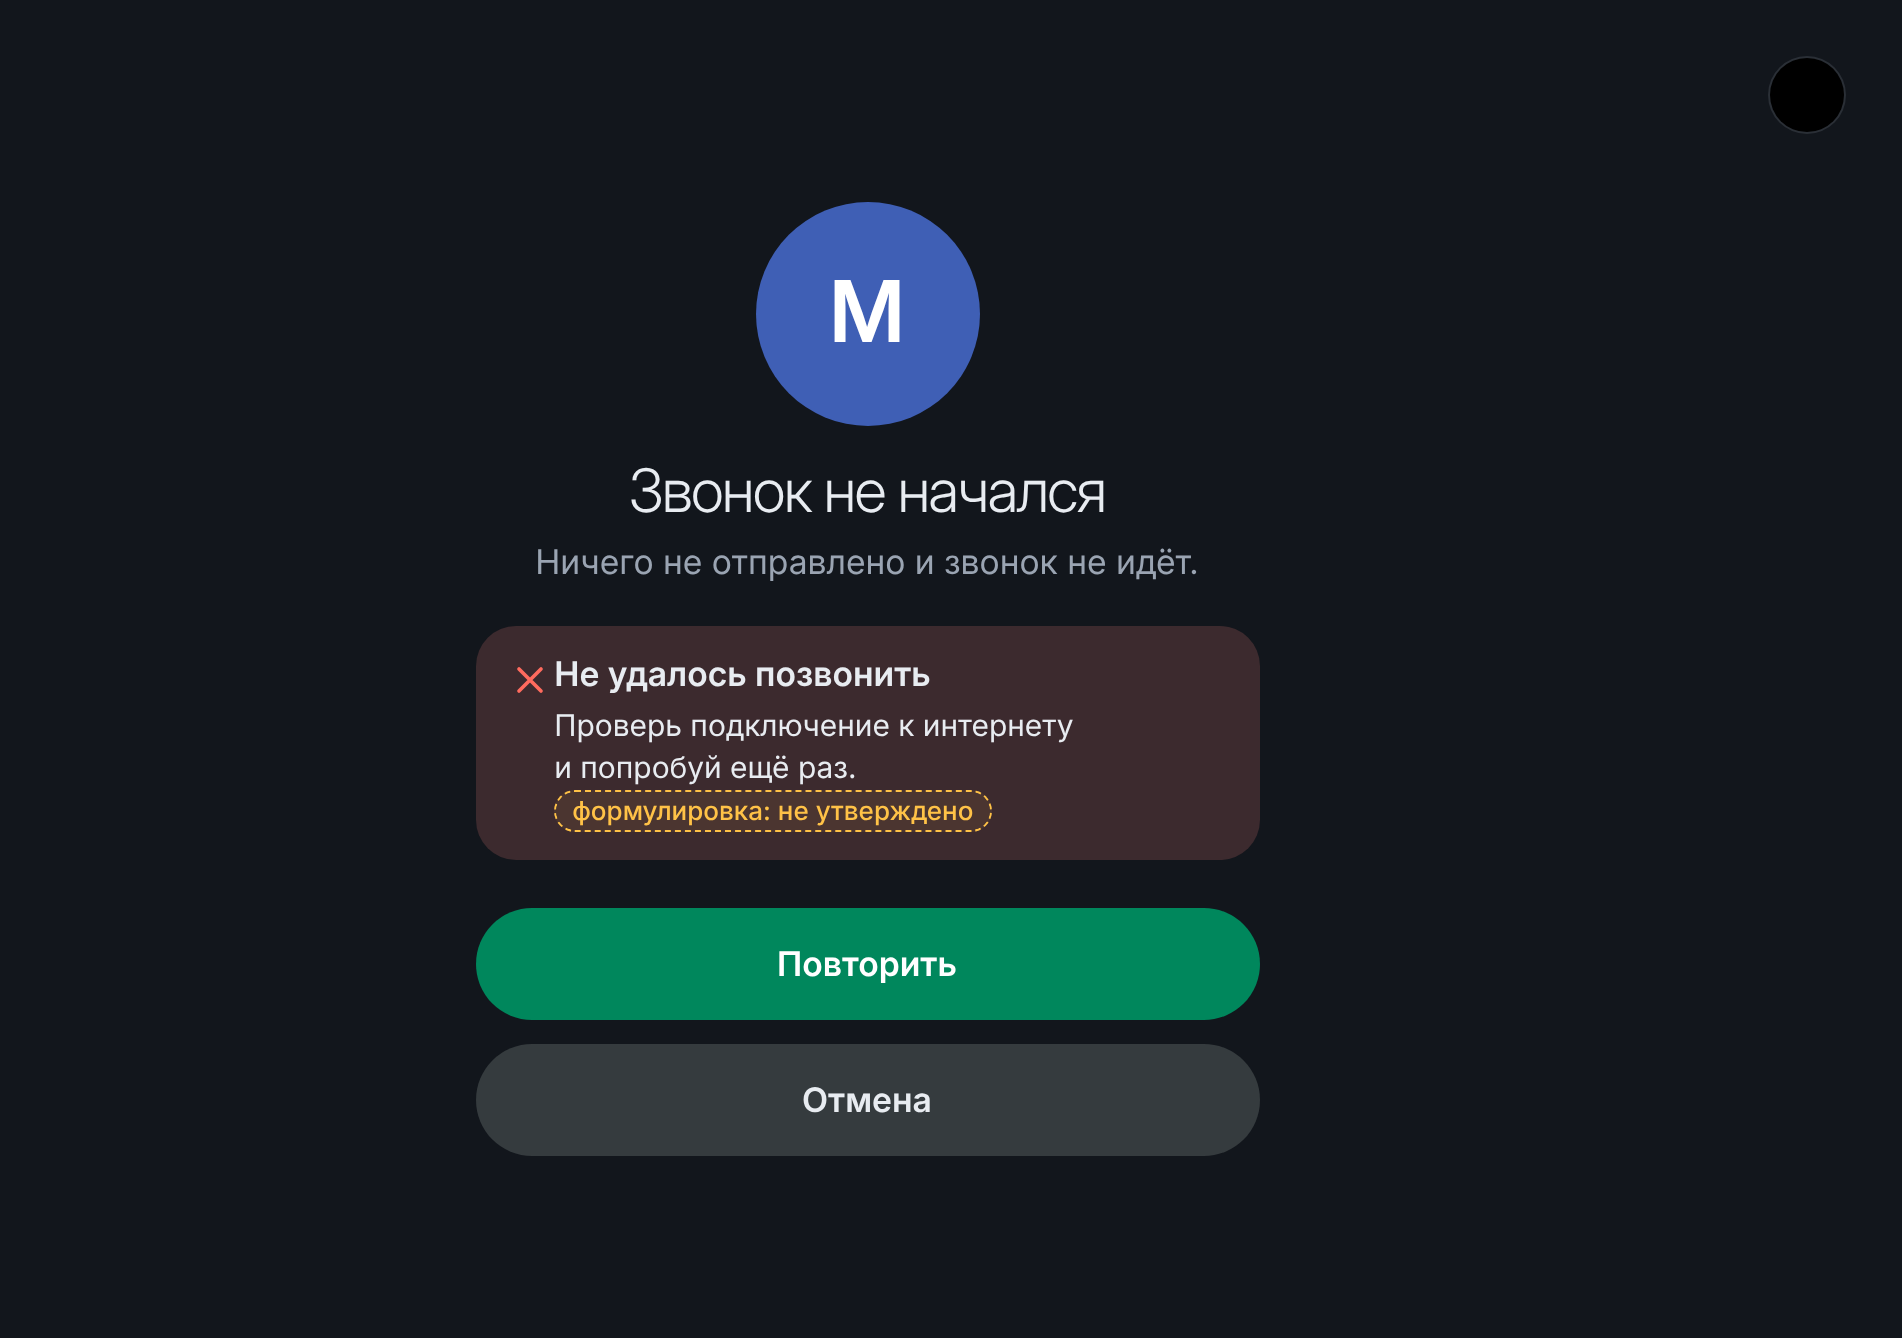 М
Звонок не начался
Ничего не отправлено и звонок не идёт.
Не удалось позвонить
Проверь подключение к интернету
и попробуй ещё раз.
формулировка: не утверждено
Повторить
Отмена